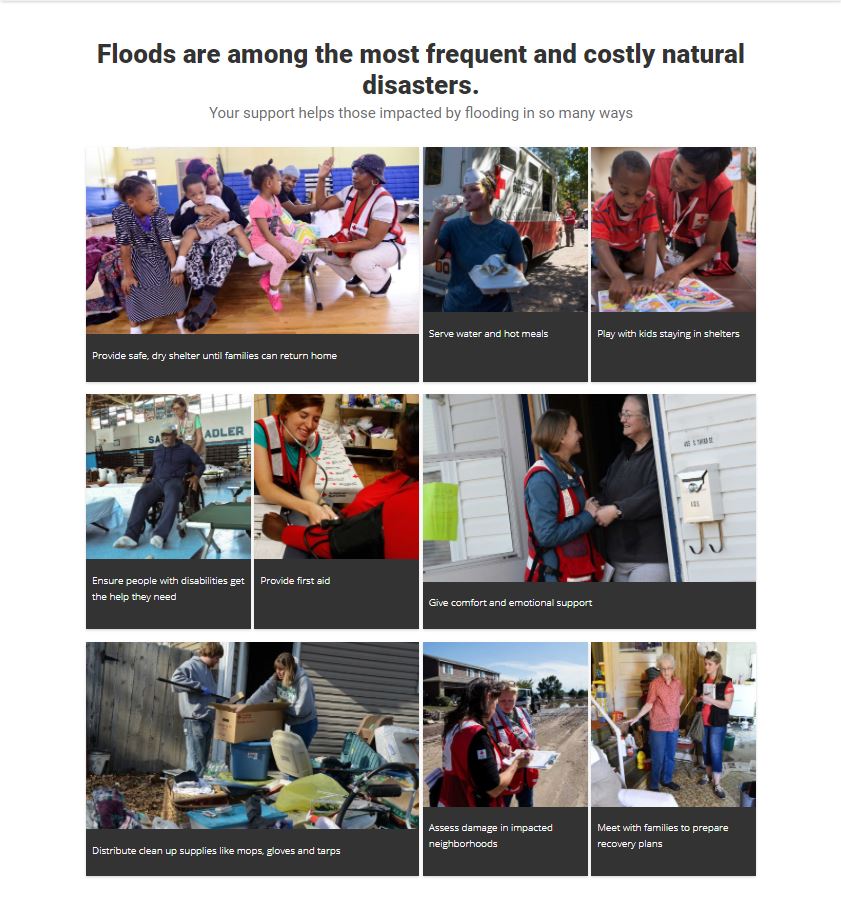 Floods are among the most frequent and costly natural
disasters.
Your support helps those impacted by flooding in so many ways
Provide safe, dry shelter until families can return home
Serve water and hot meals
Play with kids staying in shelters
SA
ADLER
Ensure people with disabilities get
the help they need
Provide first aid
Give comfort and emotional support
Distribute clean up supplies like mops, gloves and tarps
Assess damage in impacted
neighborhoods
Meet with families to prepare
recovery plans